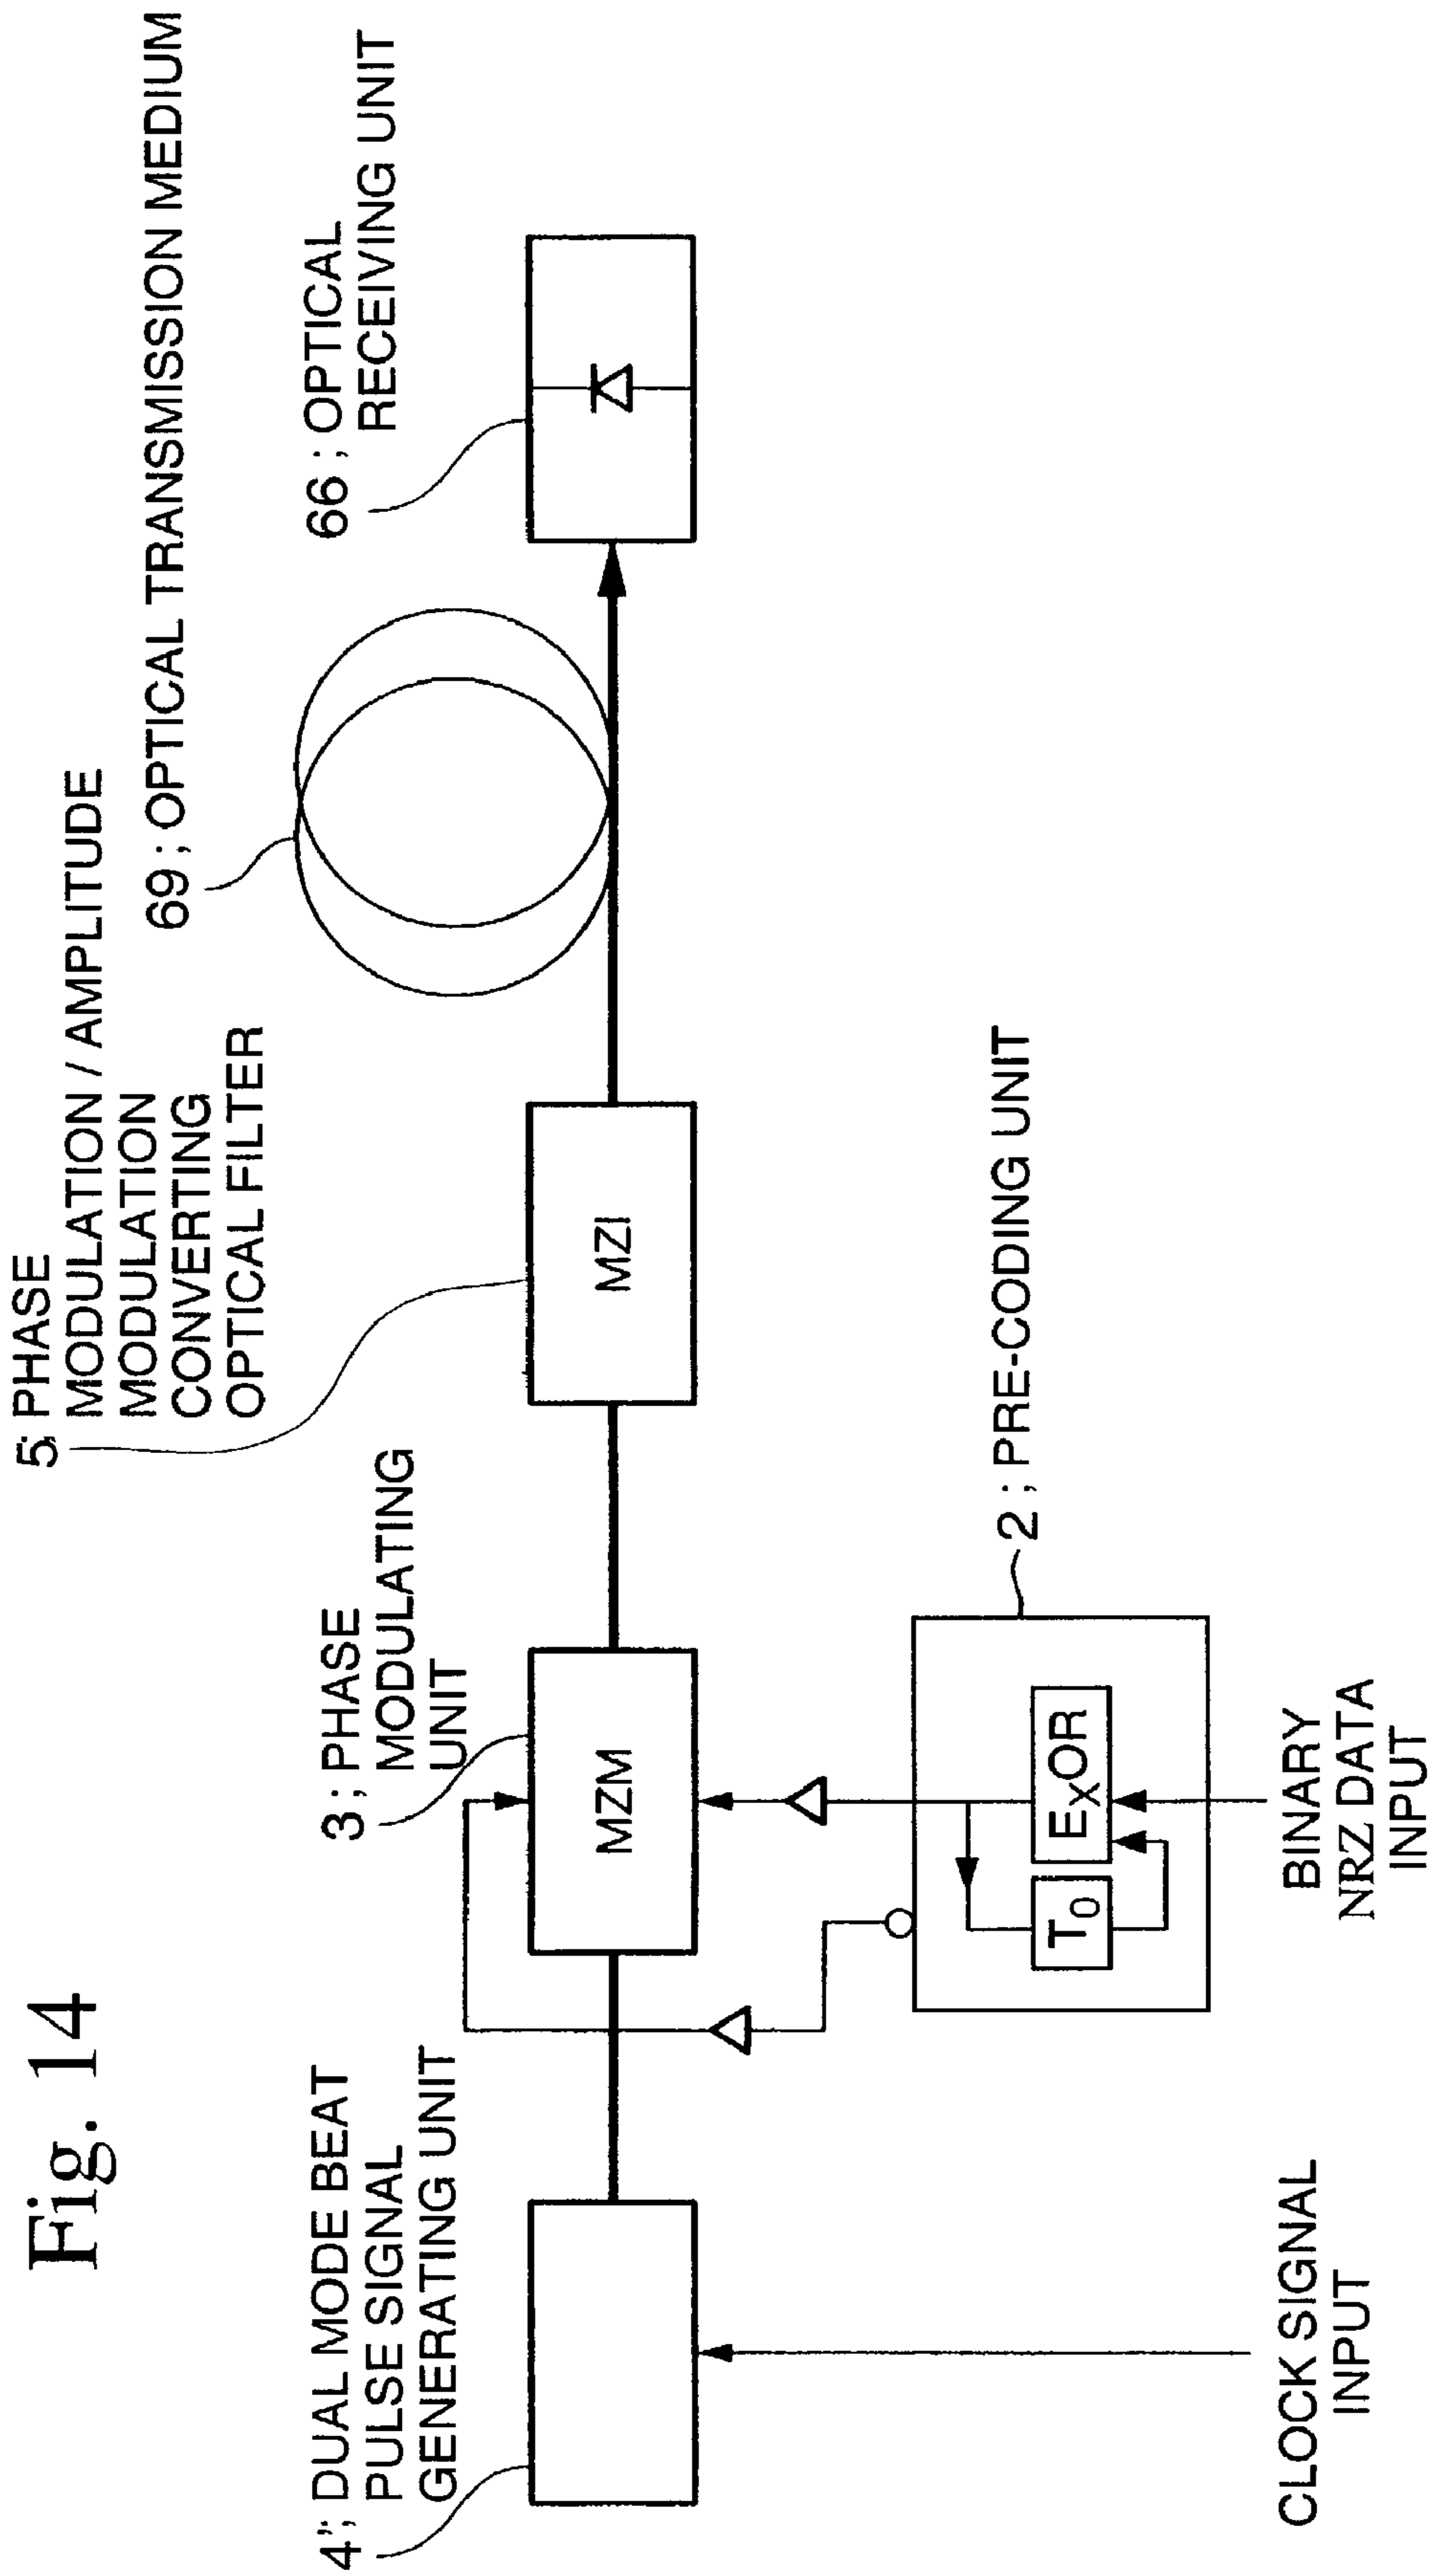 Fig. 14
4"; DUAL MODE BEAT
PULSE SIGNAL
GENERATING UNIT
3 ; PHASE
MODULATING
UNIT
5; PHASE
MODULATION / AMPLITUDE
MODULATION
CONVERTING
OPTICAL FILTER
69 ; OPTICAL TRANSMISSION MEDIUM
66 ; OPTICAL
RECEIVING UNIT
MZM
MZI
2 ; PRE-CODING UNIT
T0
EXOR
CLOCK SIGNAL
INPUT
BINARY
NRZ DATA
INPUT